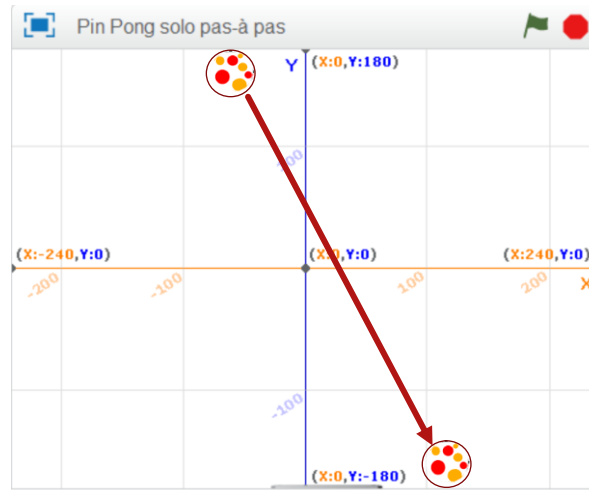 Pin Pong solo pas-à pas
Y (X:0,Y:180)
100
(X:-240,Y:0) (X:0,Y:0) (X:240,Y:0)
-200 -100 100 200 X
-100
(X:0,Y:-180)